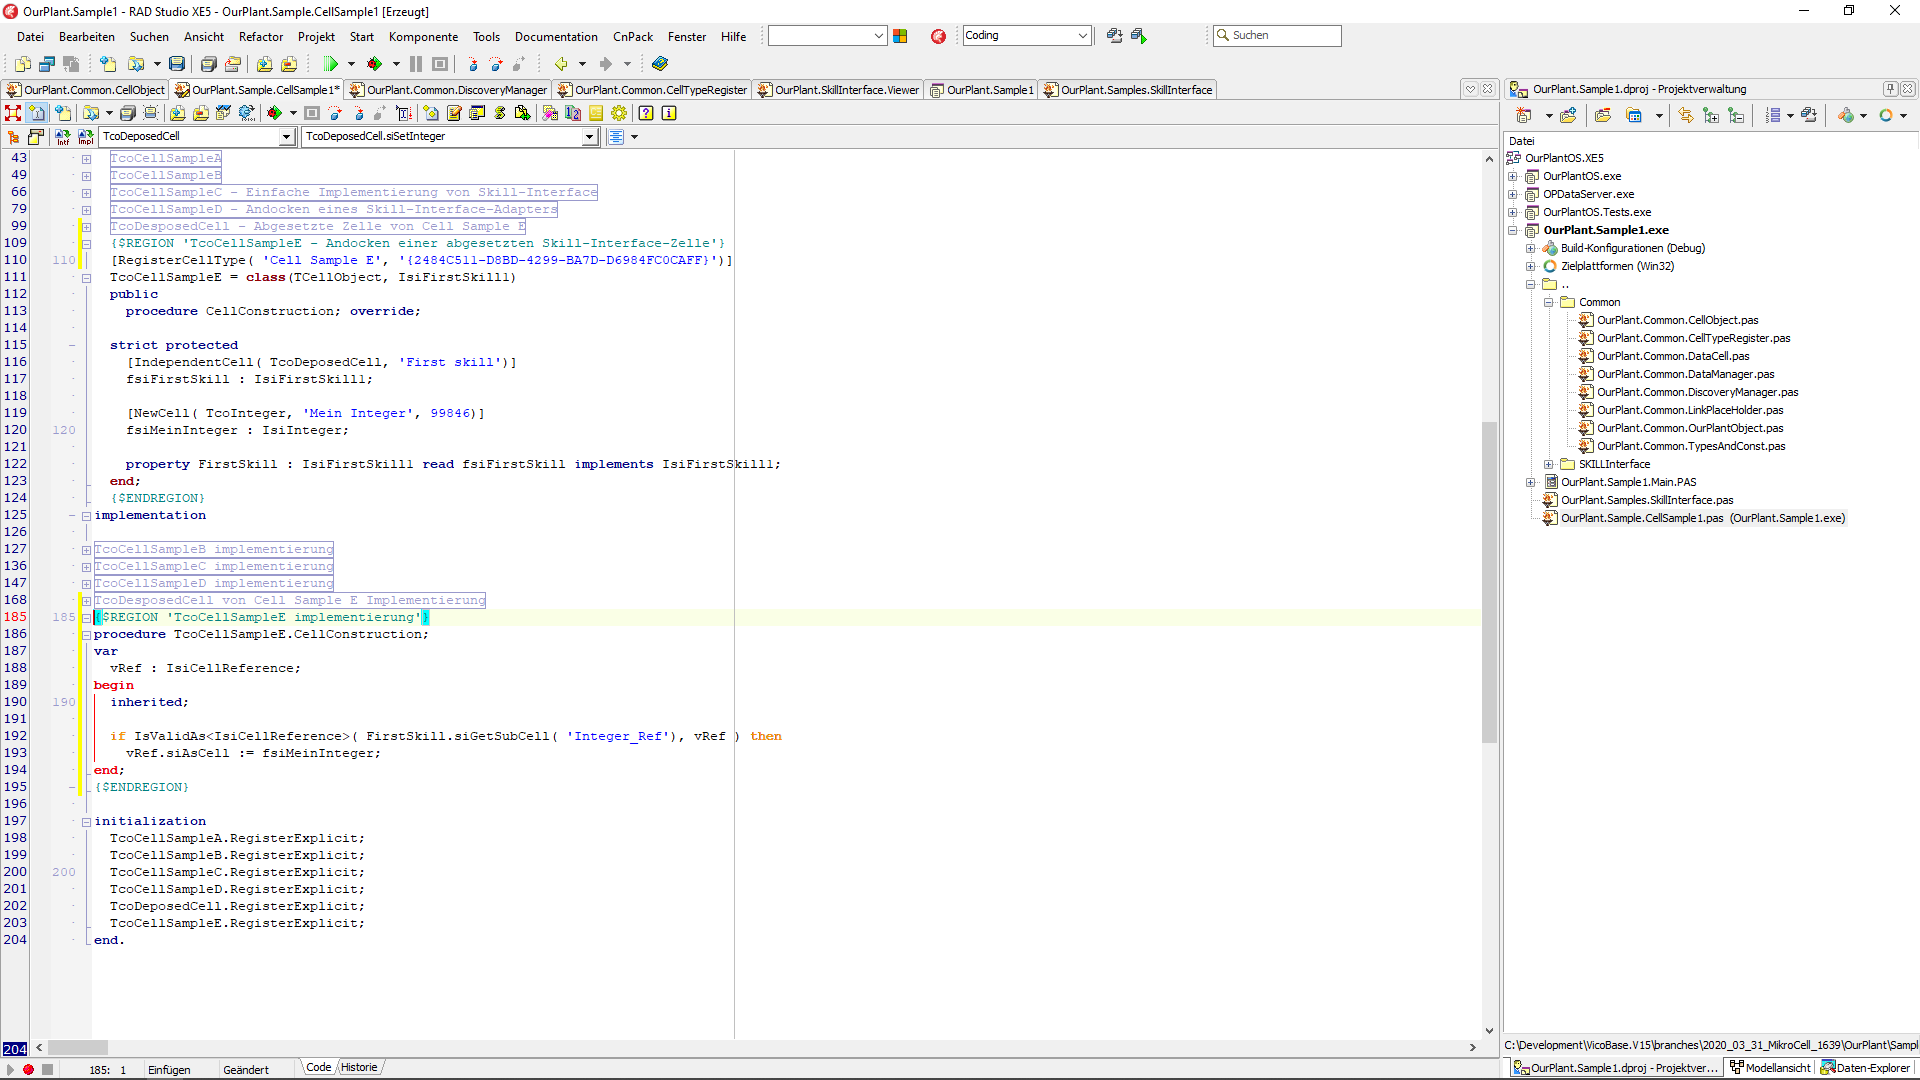 OurPlant.Sample1 - RAD Studio XE5 - OurPlant.Sample.CellSample1 [Erzeugt]
Datei Bearbeiten Suchen Ansicht Refactor Projekt Start Komponente Tools Documentation CnPack Fenster Hilfe Coding Suchen
OurPlant.Common.CellObject OurPlant.Sample.CellSample1* OurPlant.Common.DiscoveryManager OurPlant.Common.CellTypeRegister OurPlant.SkillInterface.Viewer OurPlant.Sample1 OurPlant.Samples.SkillInterface
TcoDeposedCell TcoDeposedCell.siSetInteger
43 TcoCellSampleA
49 TcoCellSampleB
66 TcoCellSampleC - Einfache Implementierung von Skill-Interface
79 TcoCellSampleD - Andocken eines Skill-Interface-Adapters
99 TcoDesposedCell - Abgesetzte Zelle von Cell Sample E
109 {$REGION 'TcoCellSampleE - Andocken einer abgesetzten Skill-Interface-Zelle'}
110 110 [RegisterCellType( 'Cell Sample E', '{2484C511-D8BD-4299-BA7D-D6984FC0CAFF}')]
111 TcoCellSampleE = class(TCellObject, IsiFirstSkill1)
112 public
113 procedure CellConstruction; override;
114
115 strict protected
116 [IndependentCell( TcoDeposedCell, 'First skill')]
117 fsiFirstSkill : IsiFirstSkill1;
118
119 [NewCell( TcoInteger, 'Mein Integer', 99846)]
120 120 fsiMeinInteger : IsiInteger;
121
122 property FirstSkill : IsiFirstSkill1 read fsiFirstSkill implements IsiFirstSkill1;
123 end;
124 {$ENDREGION}
125 implementation
126
127 TcoCellSampleB implementierung
136 TcoCellSampleC implementierung
147 TcoCellSampleD implementierung
168 TcoDesposedCell von Cell Sample E Implementierung
185 185 {$REGION 'TcoCellSampleE implementierung'}
186 procedure TcoCellSampleE.CellConstruction;
187 var
188 vRef : IsiCellReference;
189 begin
190 190 inherited;
191
192 if IsValidAs<IsiCellReference>( FirstSkill.siGetSubCell( 'Integer_Ref'), vRef ) then
193 vRef.siAsCell := fsiMeinInteger;
194 end;
195 {$ENDREGION}
196
197 initialization
198 TcoCellSampleA.RegisterExplicit;
199 TcoCellSampleB.RegisterExplicit;
200 200 TcoCellSampleC.RegisterExplicit;
201 TcoCellSampleD.RegisterExplicit;
202 TcoDeposedCell.RegisterExplicit;
203 TcoCellSampleE.RegisterExplicit;
204 end.
204
185: 1 Einfügen Geändert Code Historie
OurPlant.Sample1.dproj - Projektverwaltung
Datei
OurPlantOS.XE5
OurPlantOS.exe
OPDataServer.exe
OurPlantOS.Tests.exe
OurPlant.Sample1.exe
Build-Konfigurationen (Debug)
Zielplattformen (Win32)
..
Common
OurPlant.Common.CellObject.pas
OurPlant.Common.CellTypeRegister.pas
OurPlant.Common.DataCell.pas
OurPlant.Common.DataManager.pas
OurPlant.Common.DiscoveryManager.pas
OurPlant.Common.LinkPlaceHolder.pas
OurPlant.Common.OurPlantObject.pas
OurPlant.Common.TypesAndConst.pas
SKILLInterface
OurPlant.Sample1.Main.PAS
OurPlant.Samples.SkillInterface.pas
OurPlant.Sample.CellSample1.pas (OurPlant.Sample1.exe)
C:\Development\VicoBase.V15\branches\2020_03_31_MikroCell_1639\OurPlant\Sampl
OurPlant.Sample1.dproj - Projektver... Modellansicht Daten-Explorer